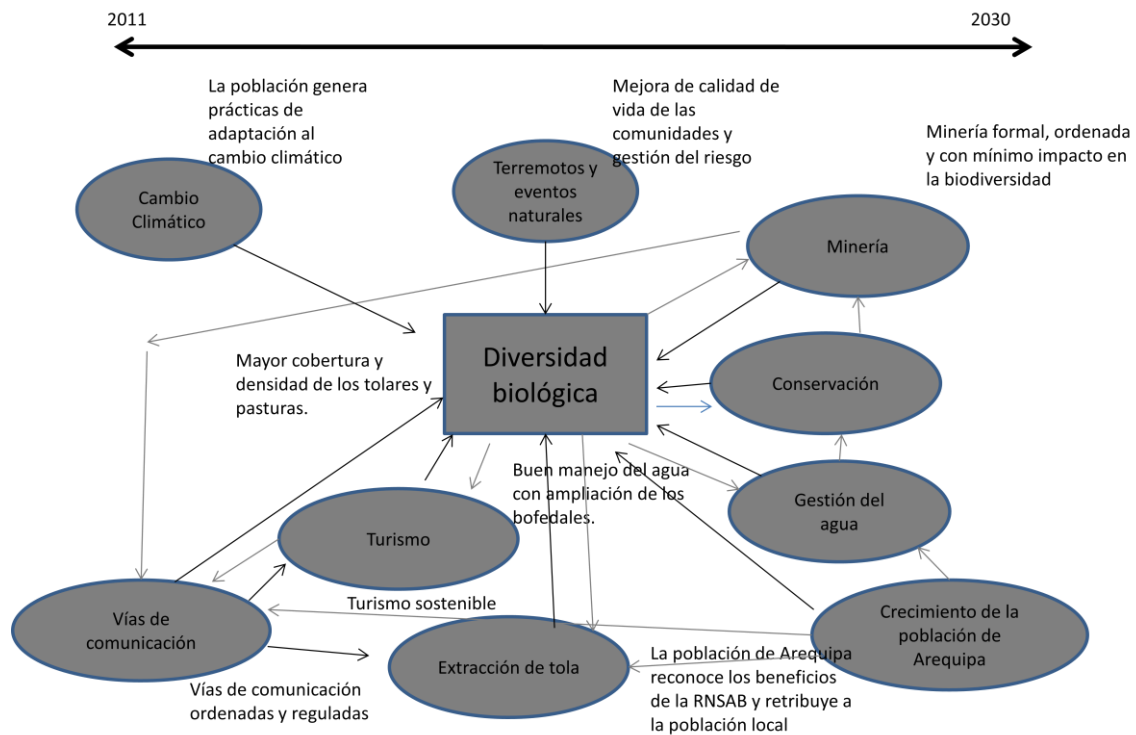 2011
2030
La población genera
prácticas de
adaptación al
cambio climático
Mejora de calidad de
vida de las
comunidades y
gestión del riesgo
Minería formal, ordenada
y con mínimo impacto en
la biodiversidad
Cambio
Climático
Terremotos y
eventos
naturales
Minería
Mayor cobertura y
densidad de los tolares y
pasturas.
Diversidad
biológica
Conservación
Buen manejo del agua
con ampliación de los
bofedales.
Gestión del
agua
Turismo
Turismo sostenible
Vías de
comunicación
Extracción de tola
Crecimiento de la
población de
Arequipa
Vías de comunicación
ordenadas y reguladas
La población de Arequipa
reconoce los beneficios
de la RNSAB y retribuye a
la población local